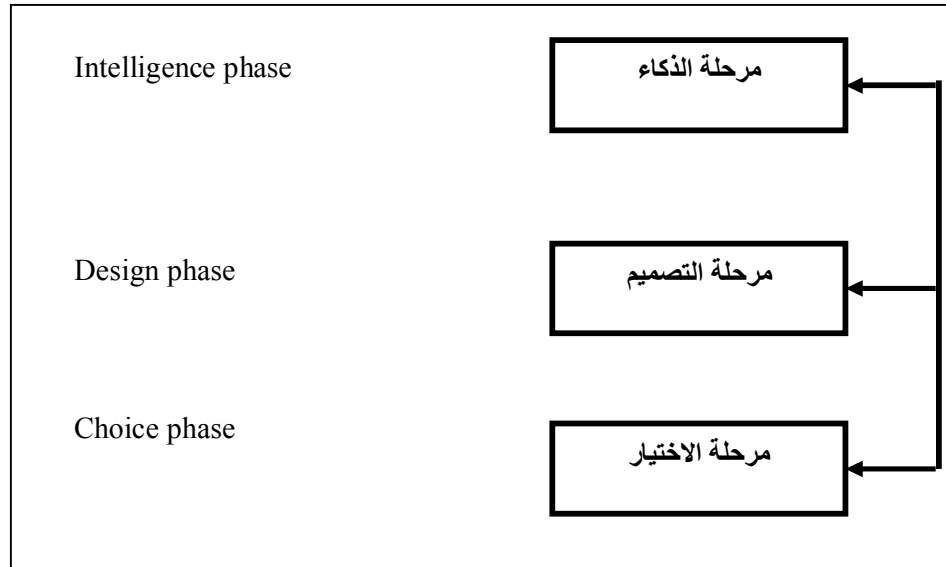 Intelligence phase
مرحلة الذكاء
Design phase
مرحلة التصميم
Choice phase
مرحلة الاختيار